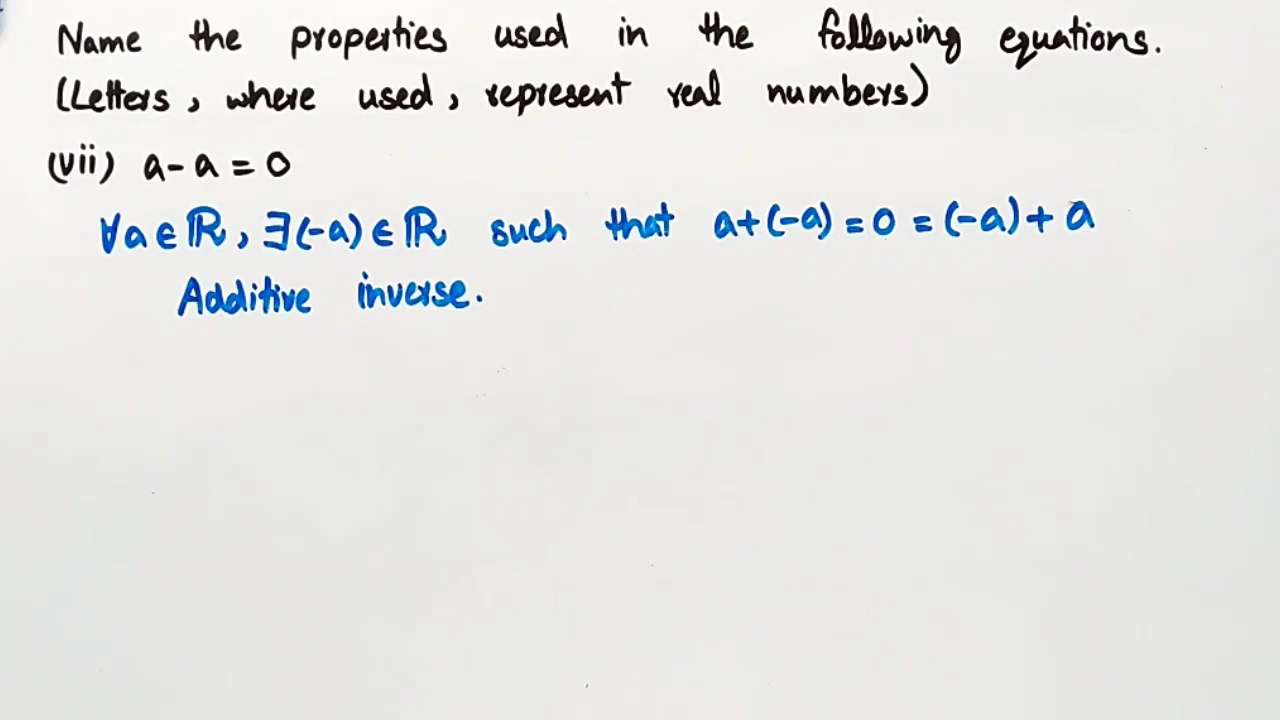 Name the properties used in the following equations.
(Letters, where used, represent real numbers)
(vii) a - a = 0
∀a ∈ ℝ, ∃(-a) ∈ ℝ such that a+(-a) = 0 = (-a) + a
Additive inverse.